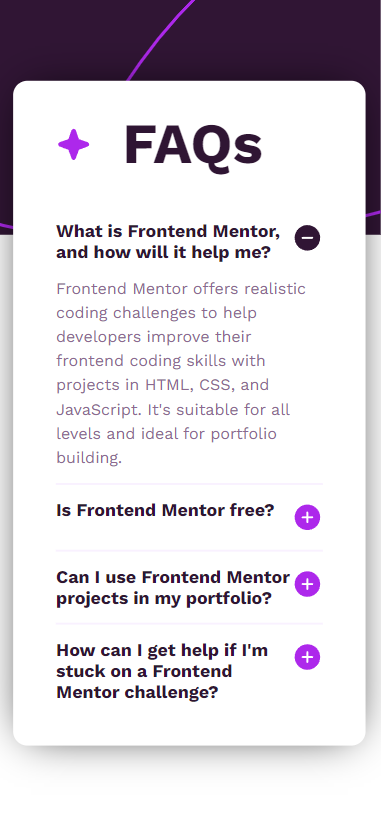 FAQs
What is Frontend Mentor,
and how will it help me?
Frontend Mentor offers realistic
coding challenges to help
developers improve their
frontend coding skills with
projects in HTML, CSS, and
JavaScript. It's suitable for all
levels and ideal for portfolio
building.
Is Frontend Mentor free?
Can I use Frontend Mentor
projects in my portfolio?
How can I get help if I'm
stuck on a Frontend
Mentor challenge?